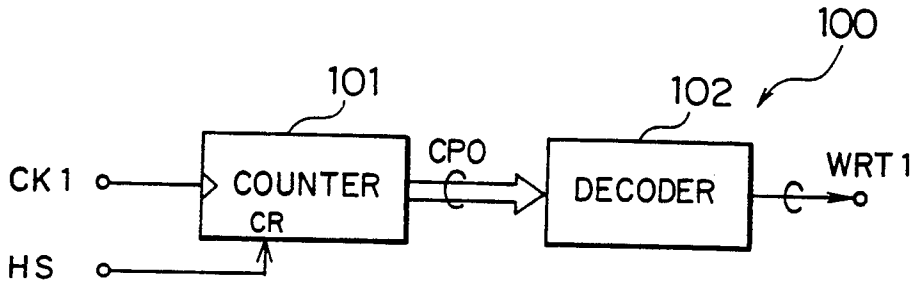 100
101
102
CK1
COUNTER
CR
CPO
DECODER
WRT1
HS